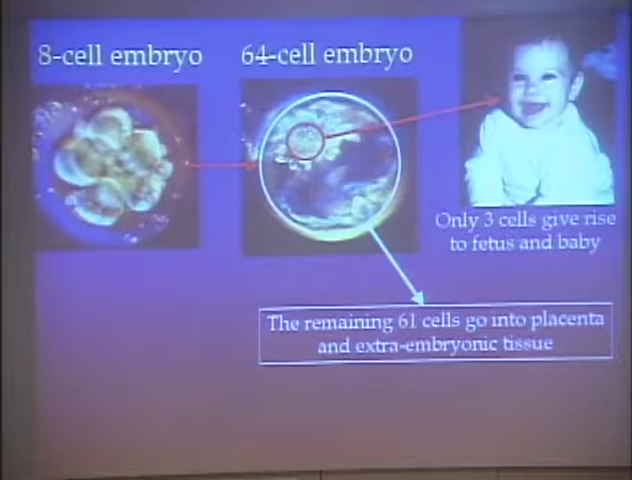 8-cell embryo
64-cell embryo
Only 3 cells give rise
to fetus and baby
The remaining 61 cells go into placenta
and extra-embryonic tissue